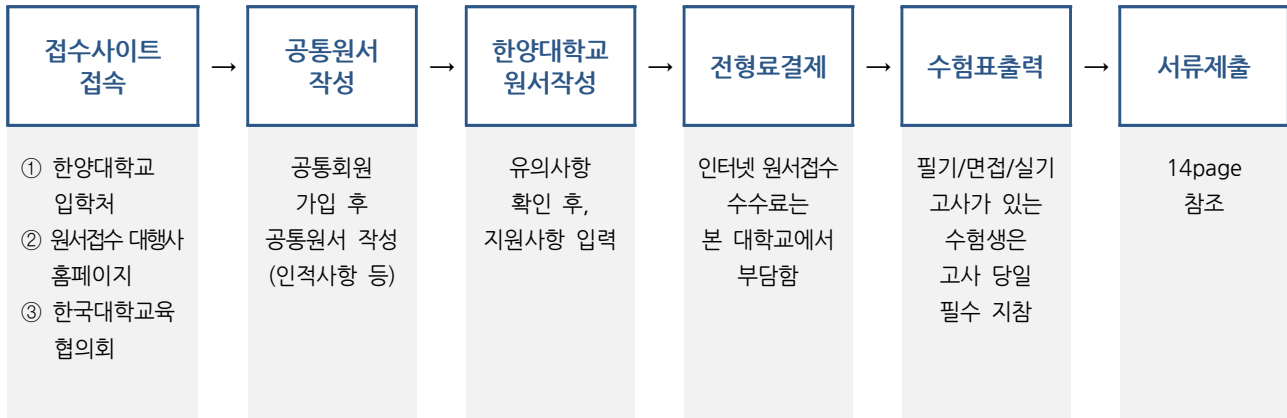 접수사이트
접속
→
공통원서
작성
→
한양대학교
원서작성
→
전형료결제
→
수험표출력
→
서류제출
① 한양대학교
입학처
② 원서접수 대행사
홈페이지
③ 한국대학교육
협의회
공통회원
가입 후
공통원서 작성
(인적사항 등)
유의사항
확인 후,
지원사항 입력
인터넷 원서접수
수수료는
본 대학교에서
부담함
필기/면접/실기
고사가 있는
수험생은
고사 당일
필수 지참
14page
참조